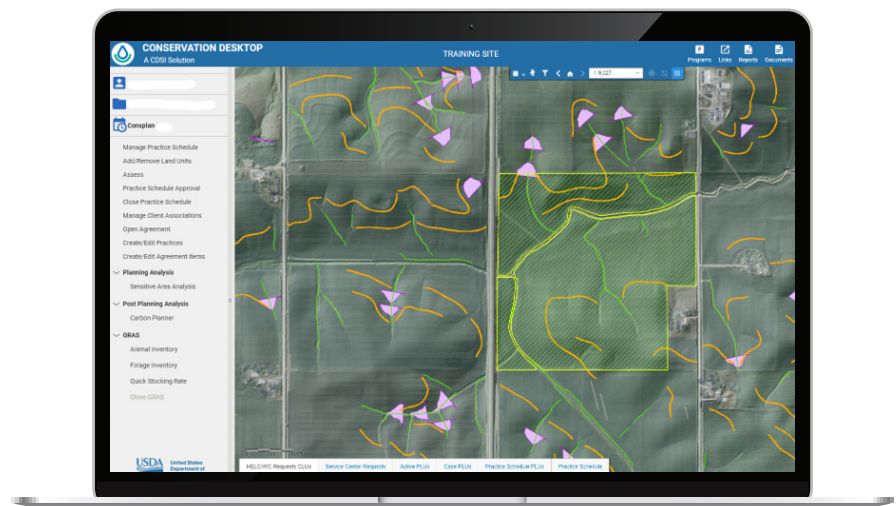 CONSERVATION DESKTOP
A CDSI Solution
TRAINING SITE
Programs
Links
Reports
Documents
1:9,027
Consplan
Manage Practice Schedule
Add/Remove Land Units
Assess
Practice Schedule Approval
Close Practice Schedule
Manage Client Associations
Open Agreement
Create/Edit Practices
Create/Edit Agreement Items
Planning Analysis
Sensitive Area Analysis
Post Planning Analysis
Carbon Planner
GRAS
Animal Inventory
Forage Inventory
Quick Stocking Rate
Close GRAS
USDA
United States
Department of
HELC/WC Requests CLUs
Service Center Requests
Active PLUs
Case PLUs
Practice Schedule PLUs
Practice Schedule